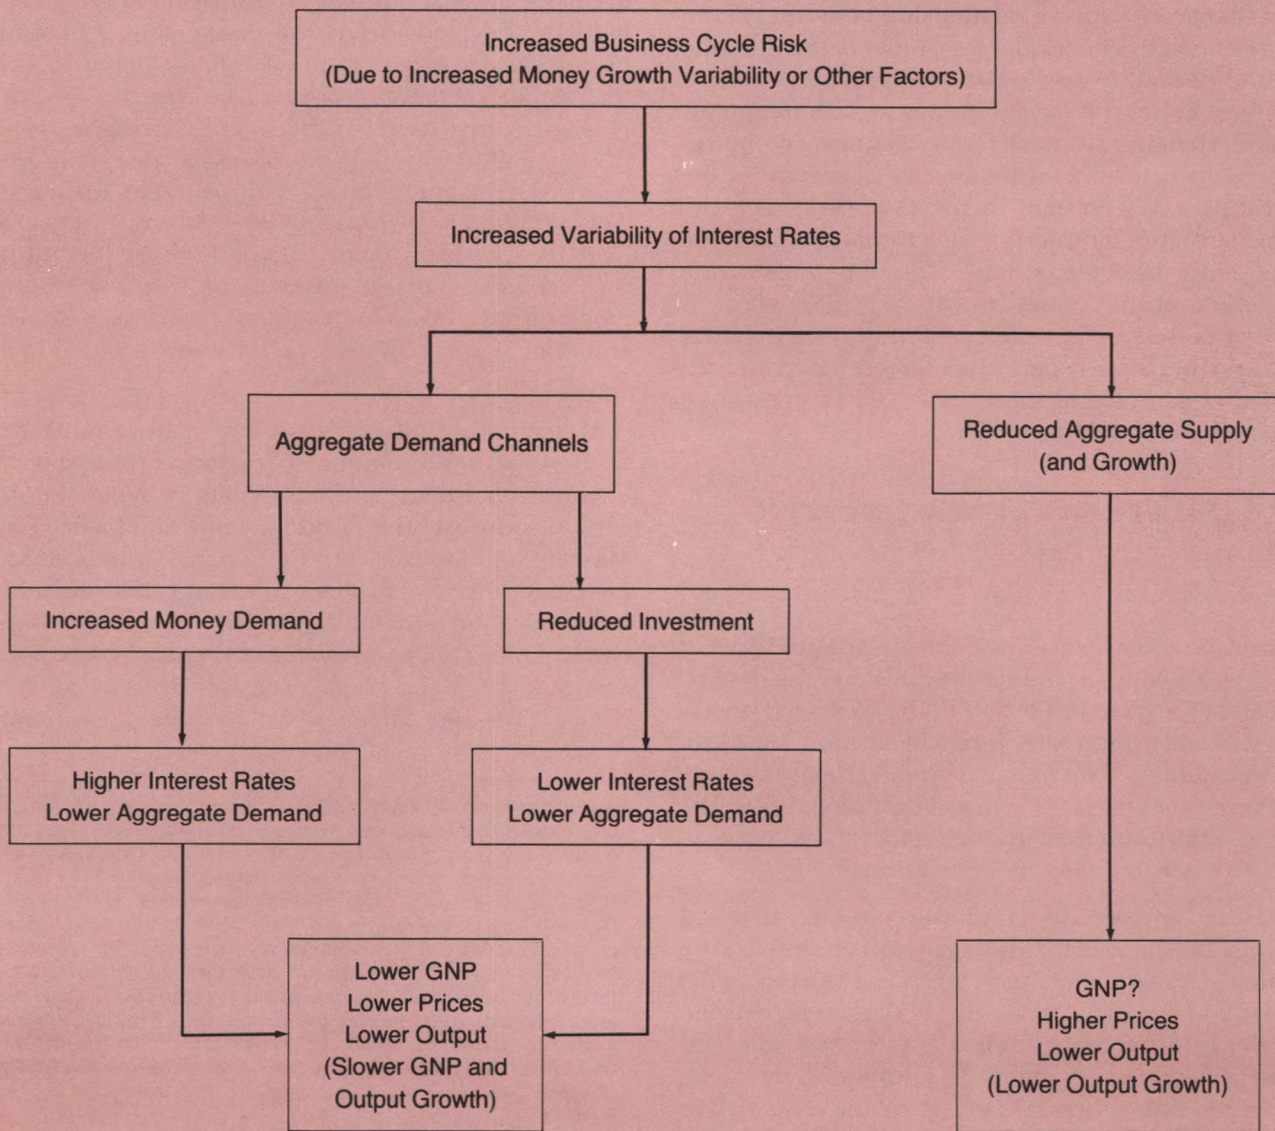 Increased Business Cycle Risk
(Due to Increased Money Growth Variability or Other Factors)
Increased Variability of Interest Rates
Aggregate Demand Channels
Reduced Aggregate Supply
(and Growth)
Increased Money Demand
Reduced Investment
Higher Interest Rates
Lower Aggregate Demand
Lower Interest Rates
Lower Aggregate Demand
Lower GNP
Lower Prices
Lower Output
(Slower GNP and
Output Growth)
GNP?
Higher Prices
Lower Output
(Lower Output Growth)